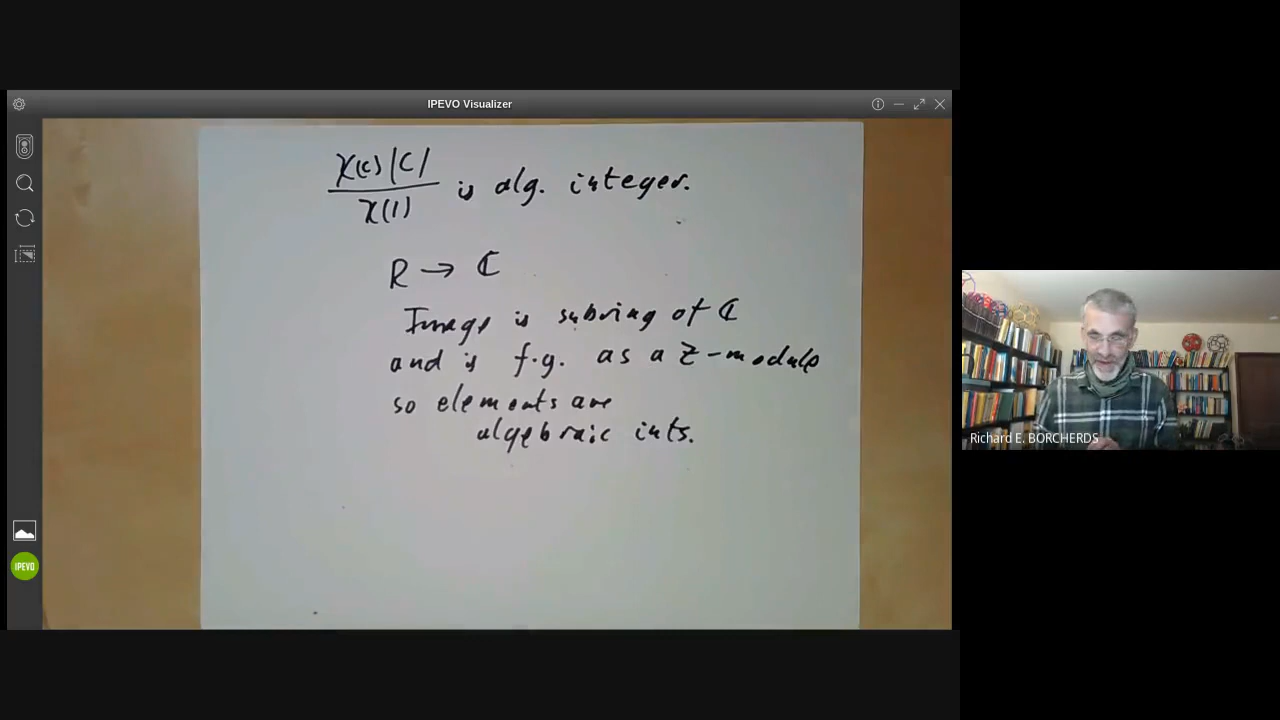 IPEVO Visualizer
χ(c) |C|
χ(1)
is alg. integer.
R → ℂ
Image is subring of ℂ
and is f.g. as a Z-module
so elements are
algebraic ints.
Richard E. BORCHERDS
IPEVO